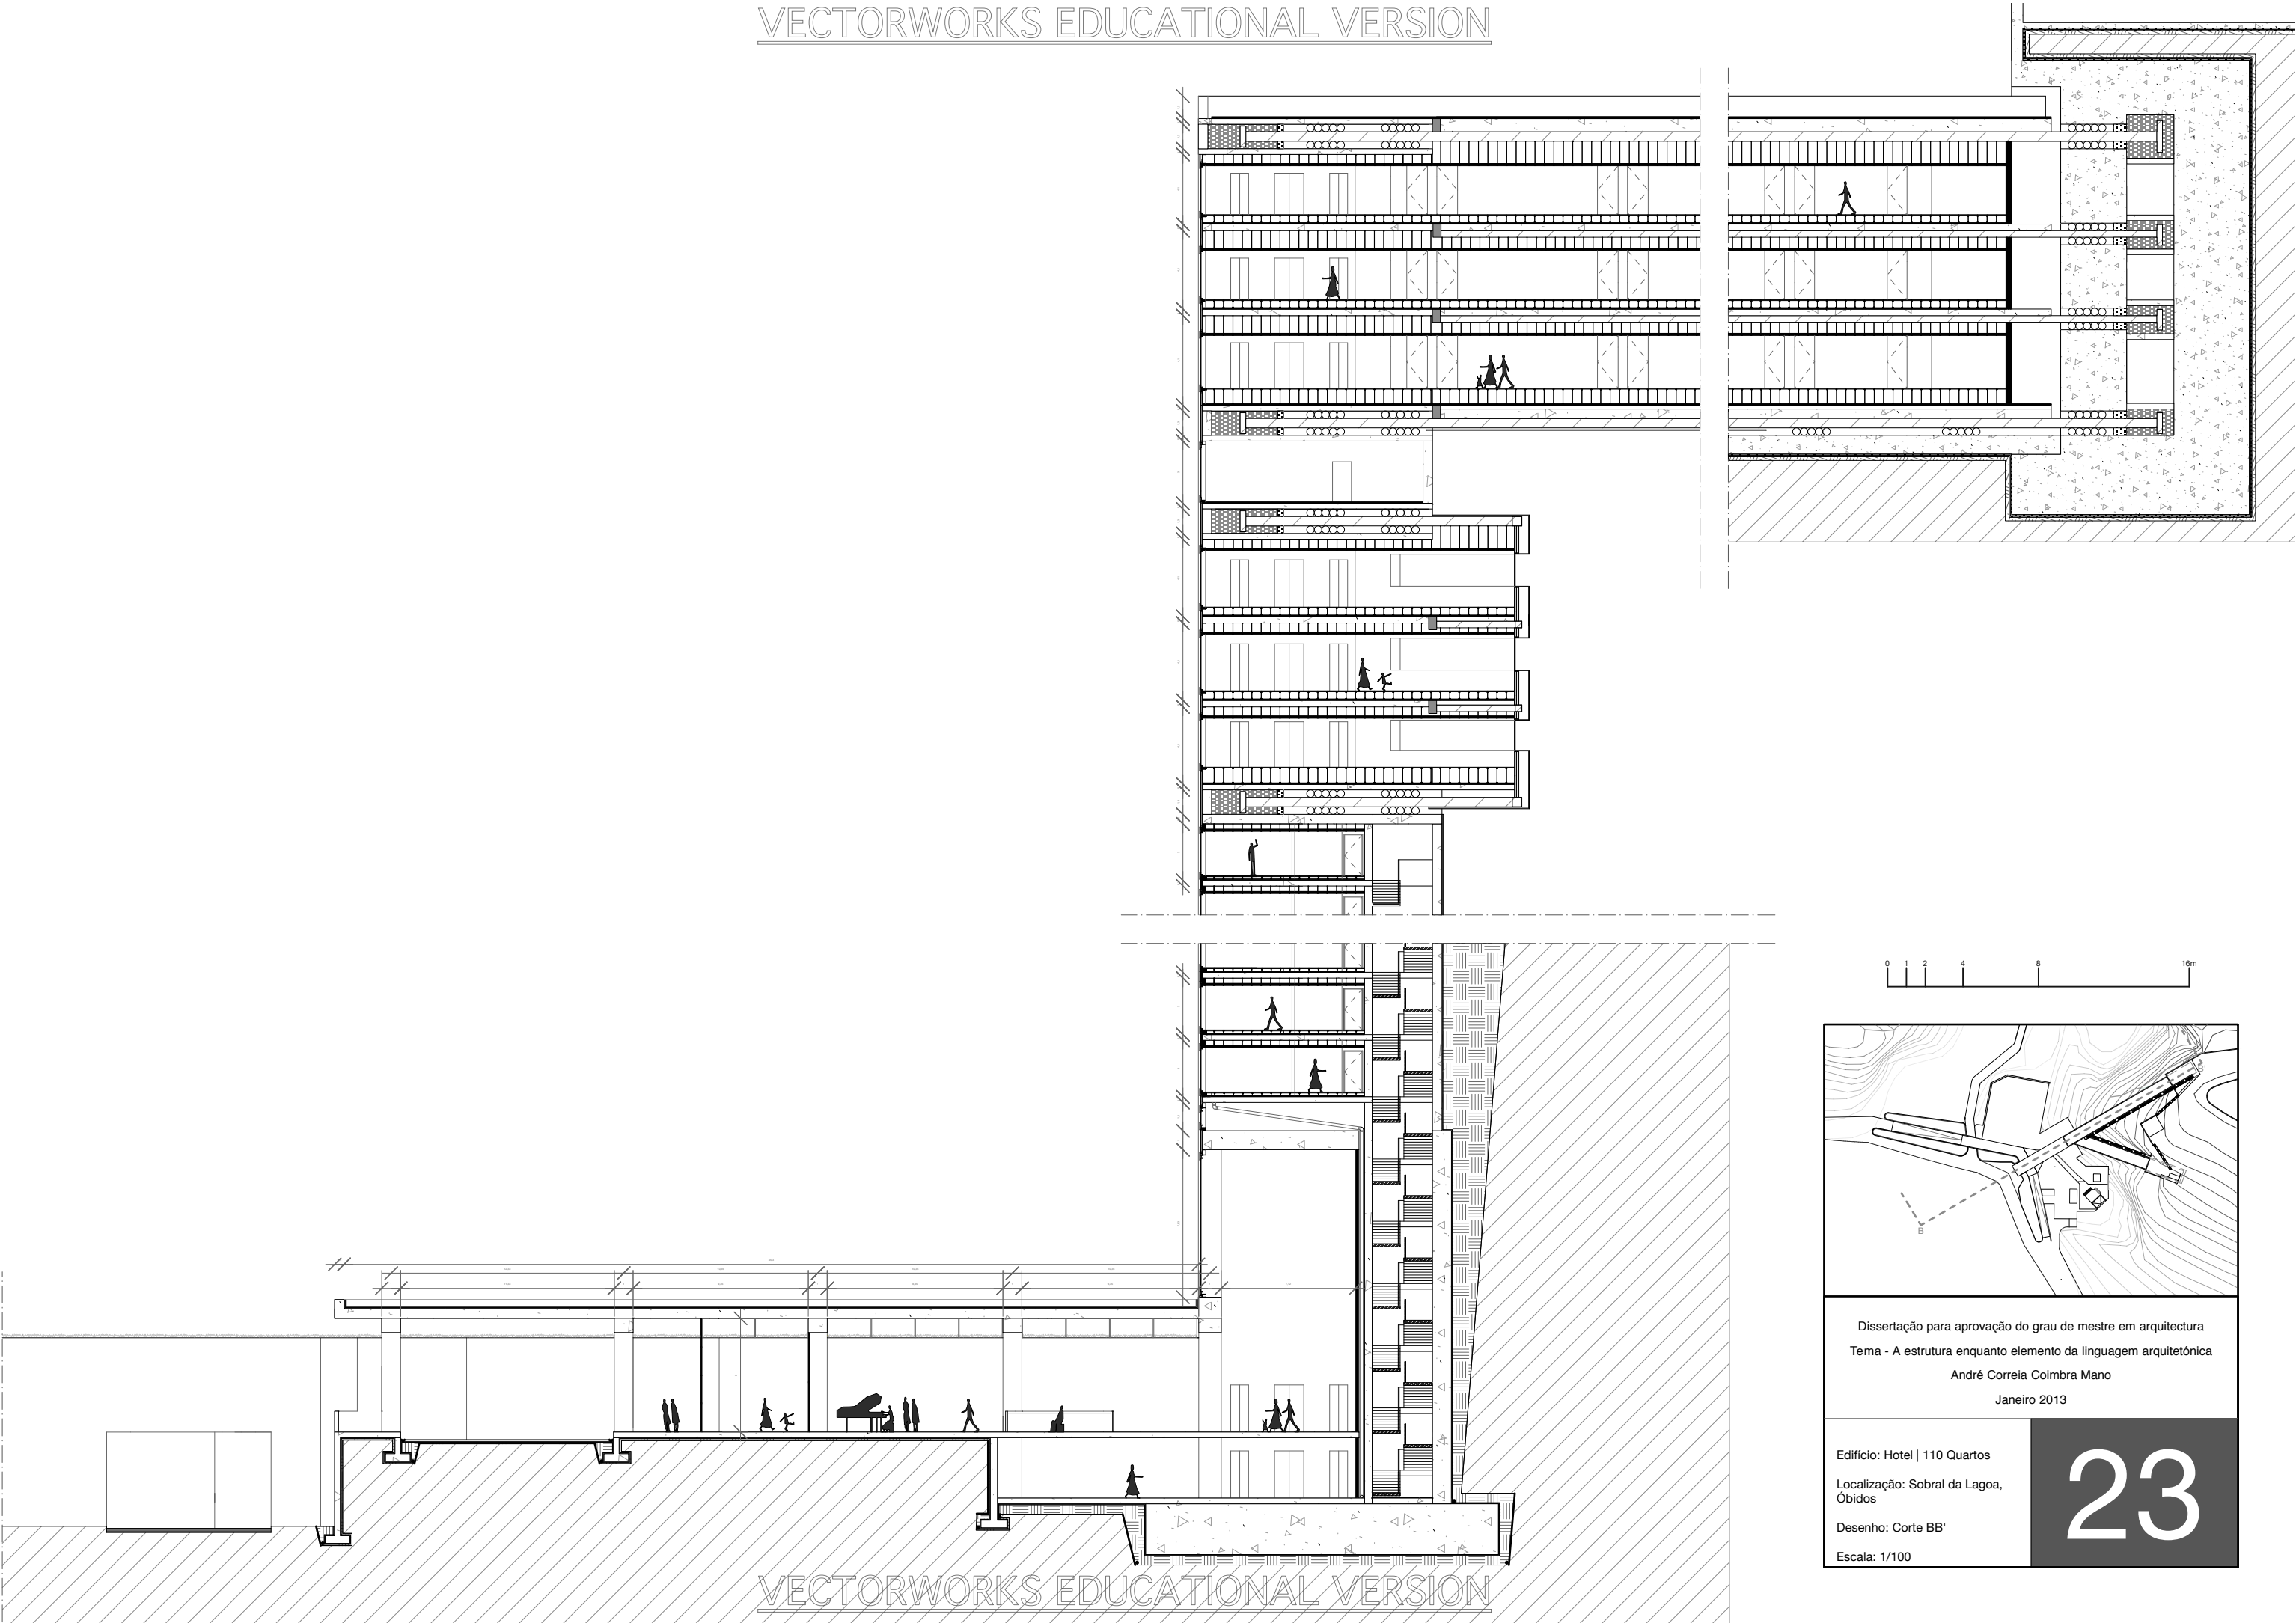 VECTORWORKS EDUCATIONAL VERSION
0 1 2 4 8 16m
B'
B
Dissertação para aprovação do grau de mestre em arquitectura
Tema - A estrutura enquanto elemento da linguagem arquitetónica
André Correia Coimbra Mano
Janeiro 2013
Edifício: Hotel | 110 Quartos
Localização: Sobral da Lagoa,
Óbidos
Desenho: Corte BB'
Escala: 1/100
23
VECTORWORKS EDUCATIONAL VERSION